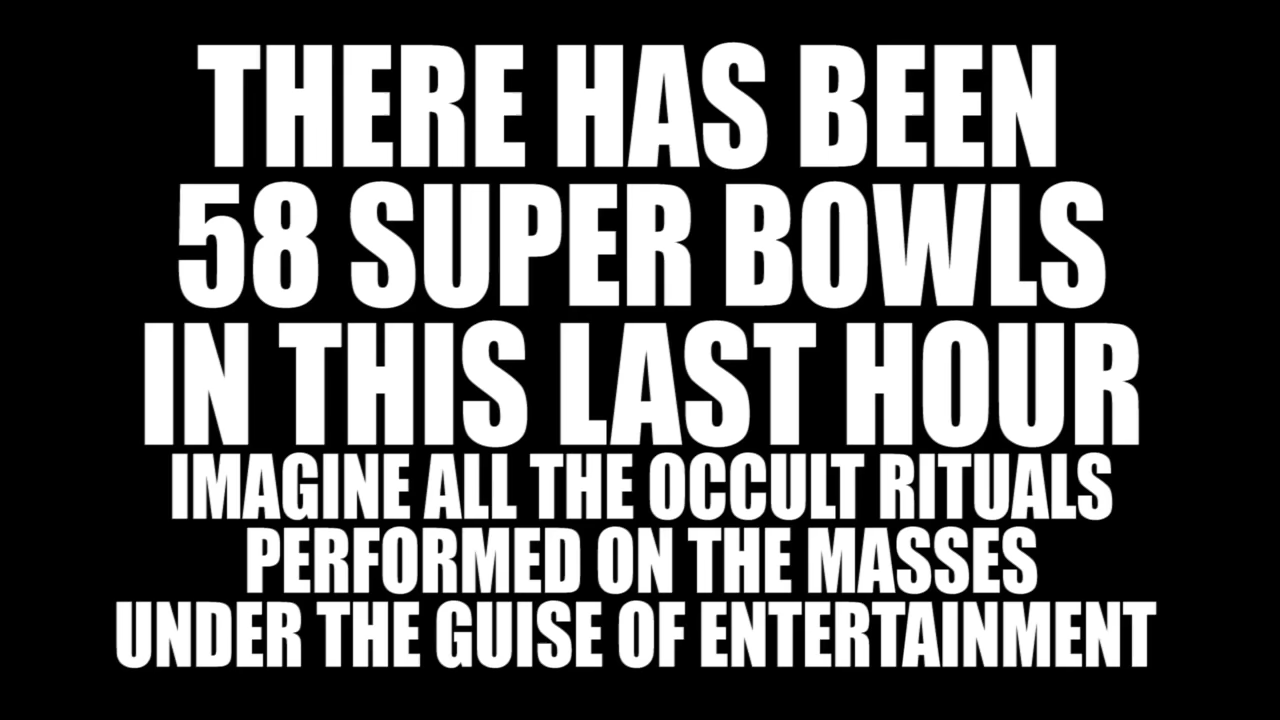 THERE HAS BEEN
58 SUPER BOWLS
IN THIS LAST HOUR
IMAGINE ALL THE OCCULT RITUALS
PERFORMED ON THE MASSES
UNDER THE GUISE OF ENTERTAINMENT